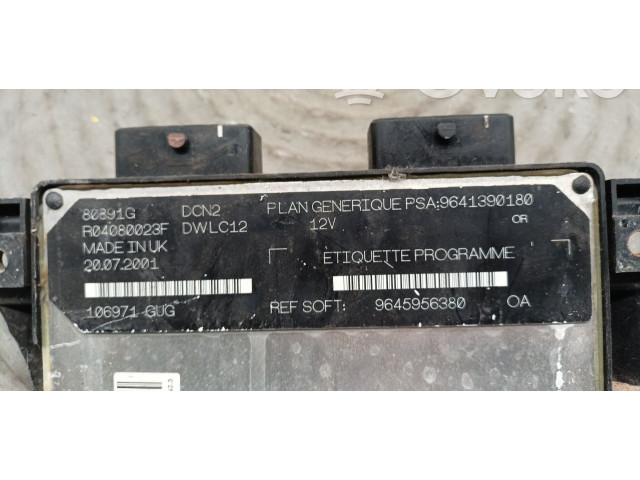 80891G DCN2 PLAN GENERIQUE PSA:9641390180
R04080023F DWLC12 12V OR
MADE IN UK
20.07.2001 ETIQUETTE PROGRAMME
106971 GUG REF SOFT: 9645956380 OA